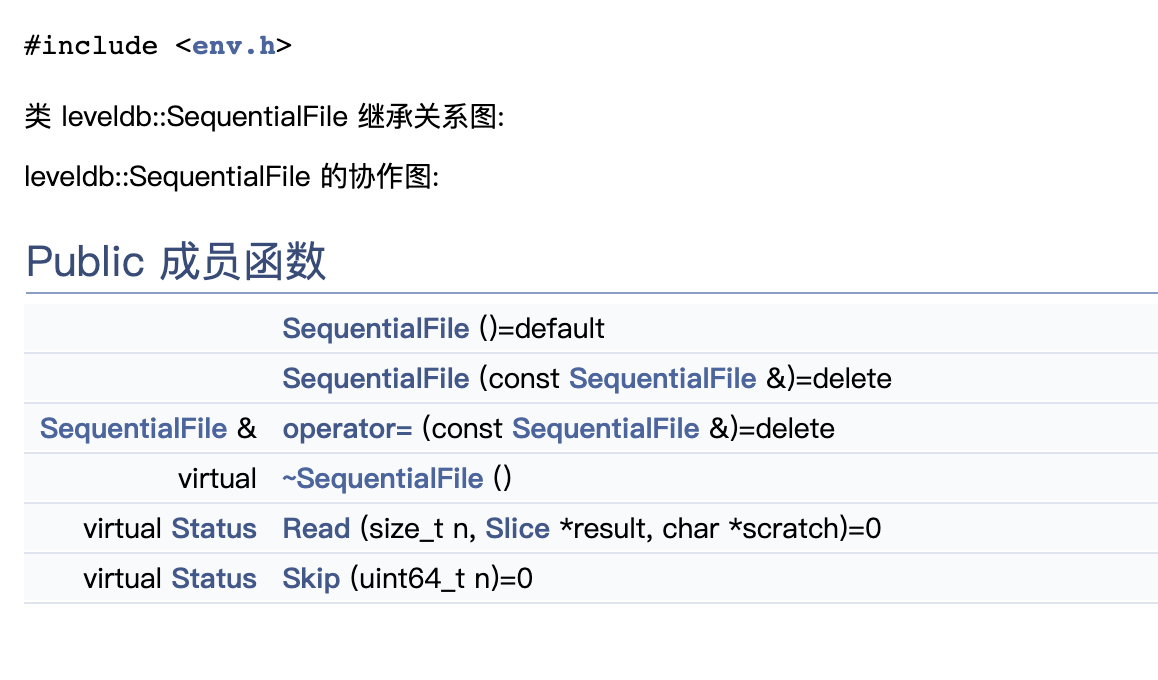 #include <env.h>
类 leveldb::SequentialFile 继承关系图:
leveldb::SequentialFile 的协作图:
Public 成员函数
SequentialFile ()=default
SequentialFile (const SequentialFile &)=delete
SequentialFile & operator= (const SequentialFile &)=delete
virtual ~SequentialFile ()
virtual Status Read (size_t n, Slice *result, char *scratch)=0
virtual Status Skip (uint64_t n)=0